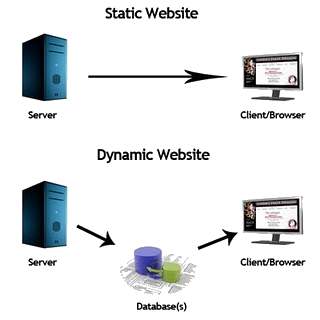 Static Website
Server
Client/Browser
Dynamic Website
Server
Client/Browser
Database(s)